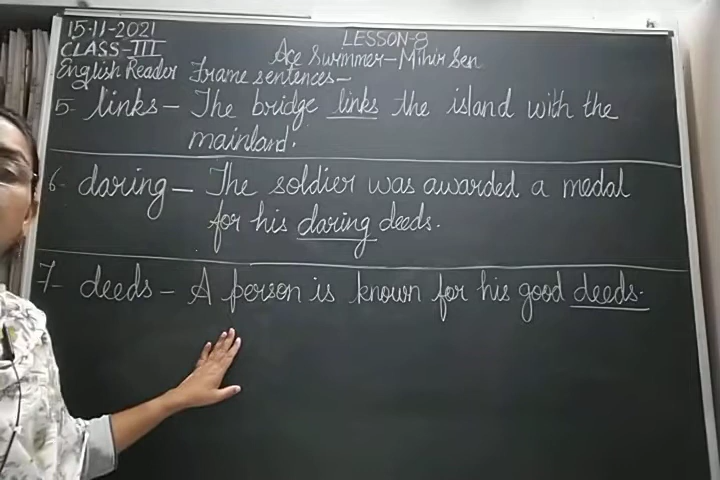 15-11-2021
LESSON-8
CLASS-III
Ace Swimmer-Mihir Sen
English Reader Frame sentences-
5- links - The bridge links the island with the
mainland.
6- daring - The soldier was awarded a medal
for his daring deeds.
7- deeds - A person is known for his good deeds.